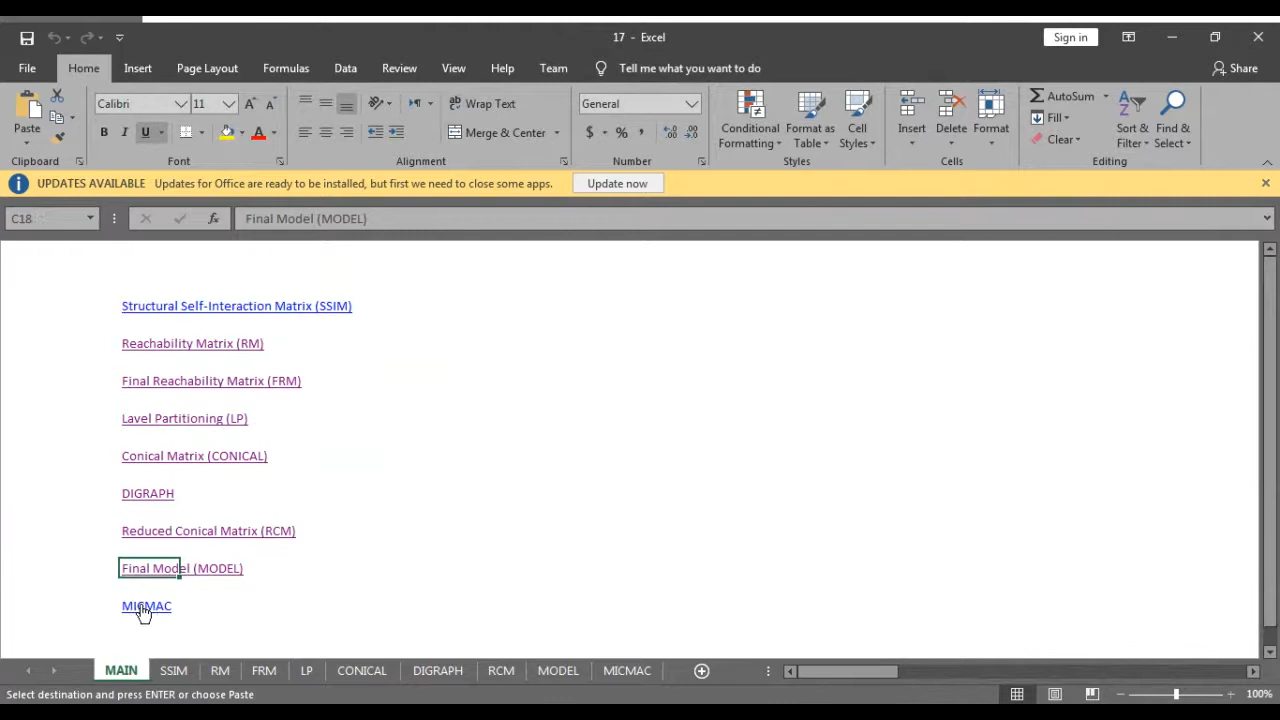 17 - Excel
Sign in
File Home Insert Page Layout Formulas Data Review View Help Team Tell me what you want to do Share
Paste
Calibri 11
Wrap Text
General
Conditional Formatting
Format as Table
Cell Styles
Insert Delete Format
AutoSum
Fill
Clear
Sort & Filter
Find & Select
B I U
Merge & Center
$ % ,
Clipboard Font Alignment Number Styles Cells Editing
UPDATES AVAILABLE Updates for Office are ready to be installed, but first we need to close some apps. Update now
C18 fx Final Model (MODEL)
Structural Self-Interaction Matrix (SSIM)
Reachability Matrix (RM)
Final Reachability Matrix (FRM)
Lavel Partitioning (LP)
Conical Matrix (CONICAL)
DIGRAPH
Reduced Conical Matrix (RCM)
Final Model (MODEL)
MICMAC
MAIN SSIM RM FRM LP CONICAL DIGRAPH RCM MODEL MICMAC
Select destination and press ENTER or choose Paste 100%